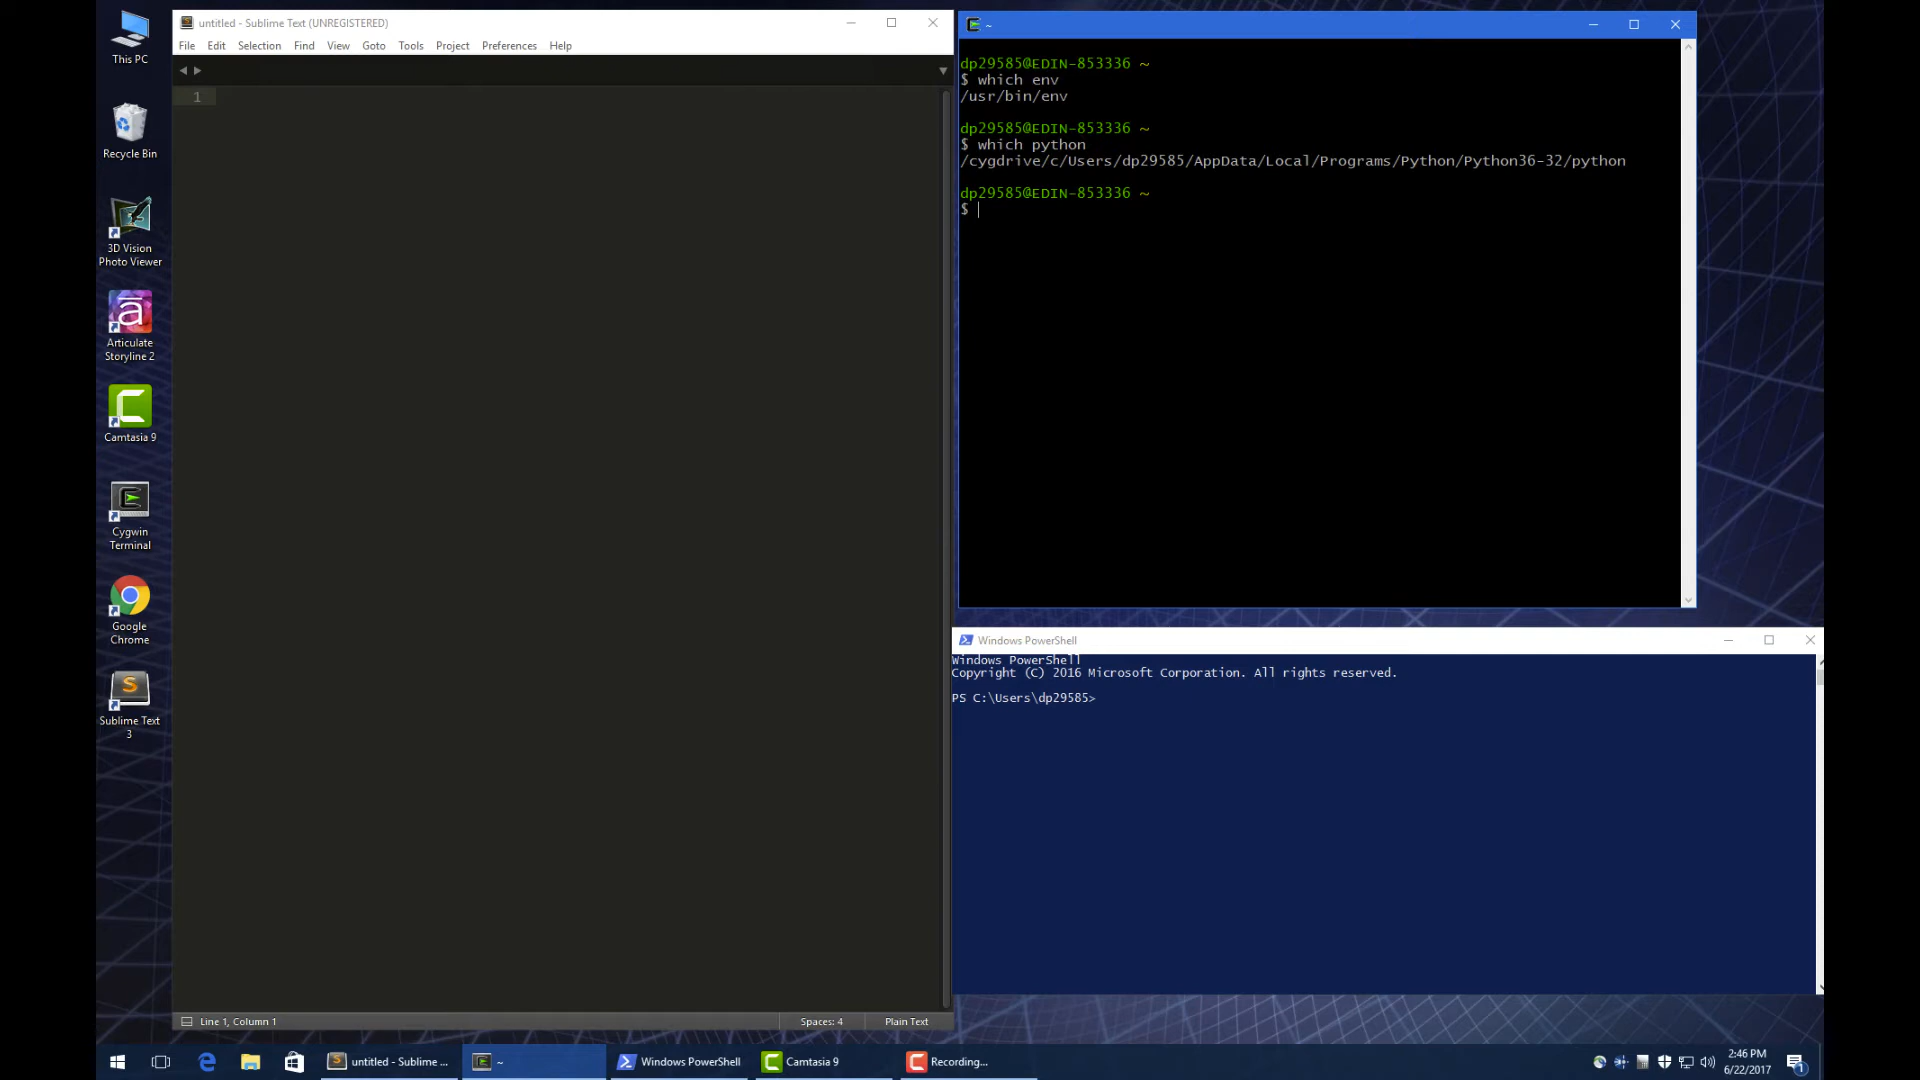 This PC
Recycle Bin
3D Vision
Photo Viewer
Articulate
Storyline 2
Camtasia 9
Cygwin
Terminal
Google
Chrome
Sublime Text
3
untitled - Sublime Text (UNREGISTERED)
File Edit Selection Find View Goto Tools Project Preferences Help
1
Line 1, Column 1
Spaces: 4
Plain Text
~
dp29585@EDIN-853336 ~
$ which env
/usr/bin/env
dp29585@EDIN-853336 ~
$ which python
/cygdrive/c/Users/dp29585/AppData/Local/Programs/Python/Python36-32/python
dp29585@EDIN-853336 ~
$
Windows PowerShell
Windows PowerShell
Copyright (C) 2016 Microsoft Corporation. All rights reserved.
PS C:\Users\dp29585>
untitled - Sublime ...
~
Windows PowerShell
Camtasia 9
Recording...
2:46 PM
6/22/2017
1